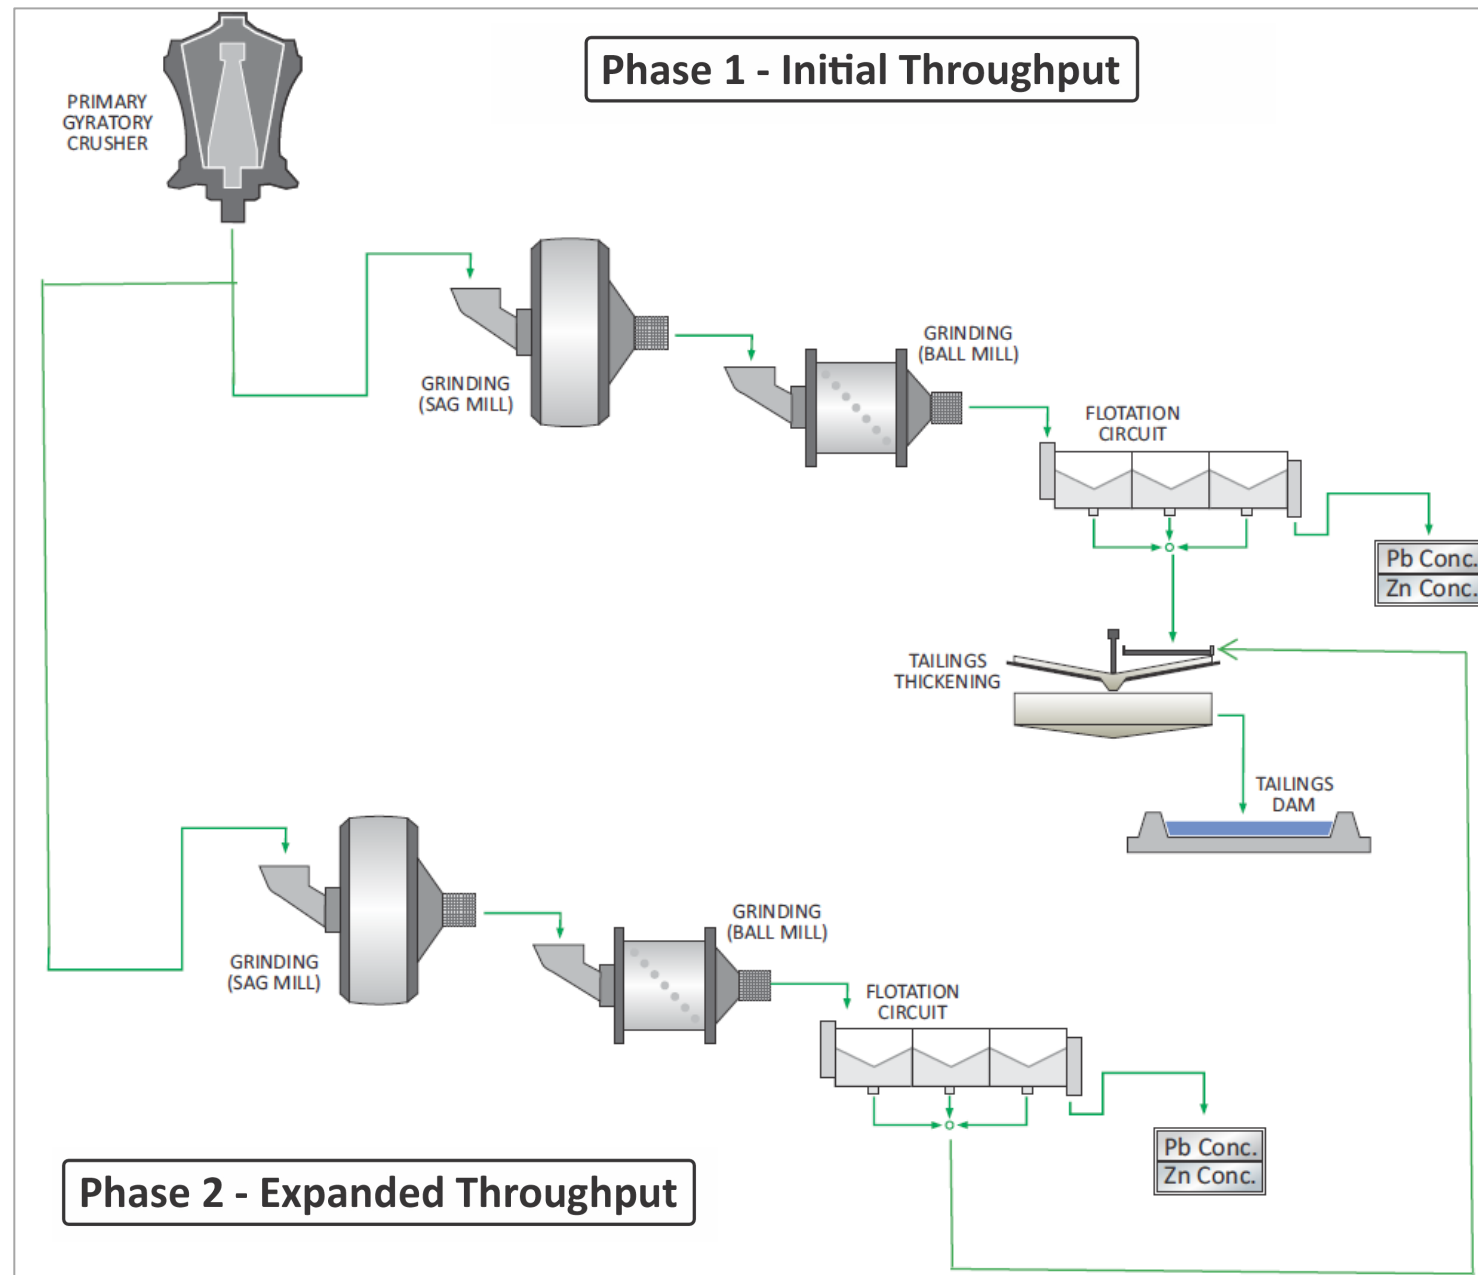 Phase 1 - Initial Throughput
PRIMARY
GYRATORY
CRUSHER
GRINDING
(SAG MILL)
GRINDING
(BALL MILL)
FLOTATION
CIRCUIT
Pb Conc.
Zn Conc.
TAILINGS
THICKENING
TAILINGS
DAM
GRINDING
(SAG MILL)
GRINDING
(BALL MILL)
FLOTATION
CIRCUIT
Pb Conc.
Zn Conc.
Phase 2 - Expanded Throughput